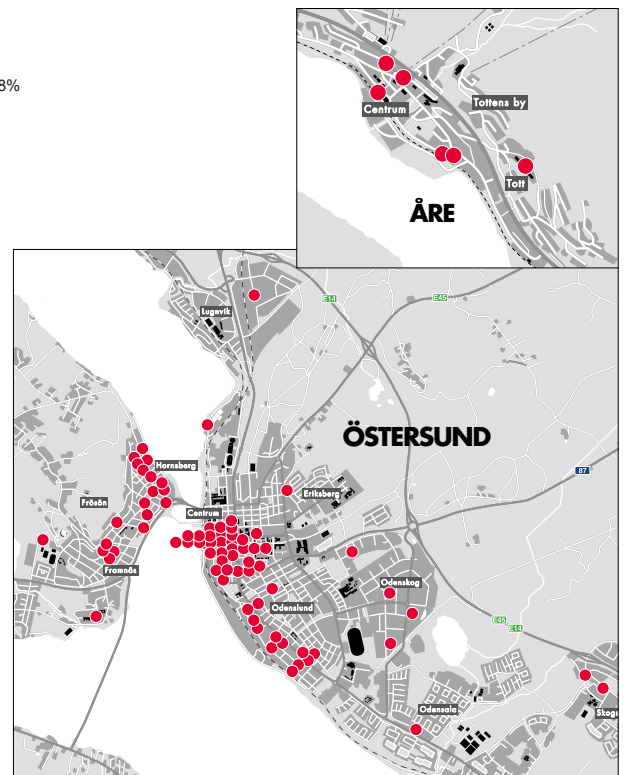 8%
Centrum
Tottens by
Tott
ÅRE
Lugnvik
E14
E45
ÖSTERSUND
Hornsberg
87
Frösön
Eriksberg
Centrum
Framnäs
Odenskog
Odenslund
E45
E14
Odensala